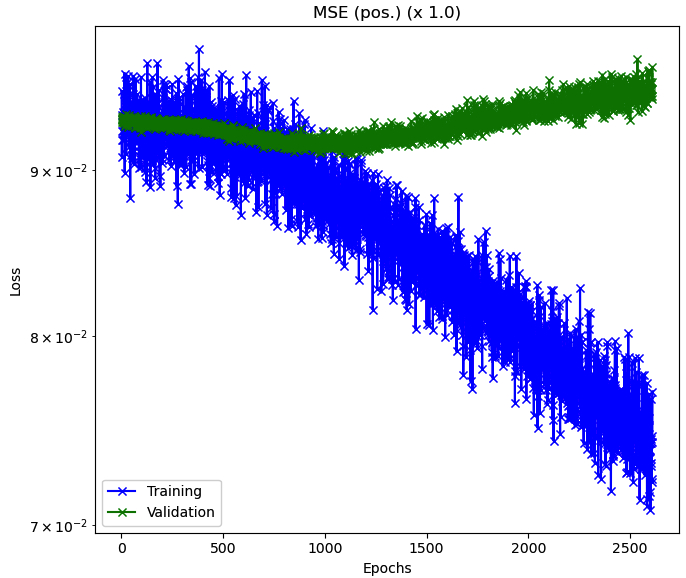 MSE (pos.) (x 1.0)
9 × 10⁻²
8 × 10⁻²
7 × 10⁻²
Loss
Training
Validation
0 500 1000 1500 2000 2500
Epochs